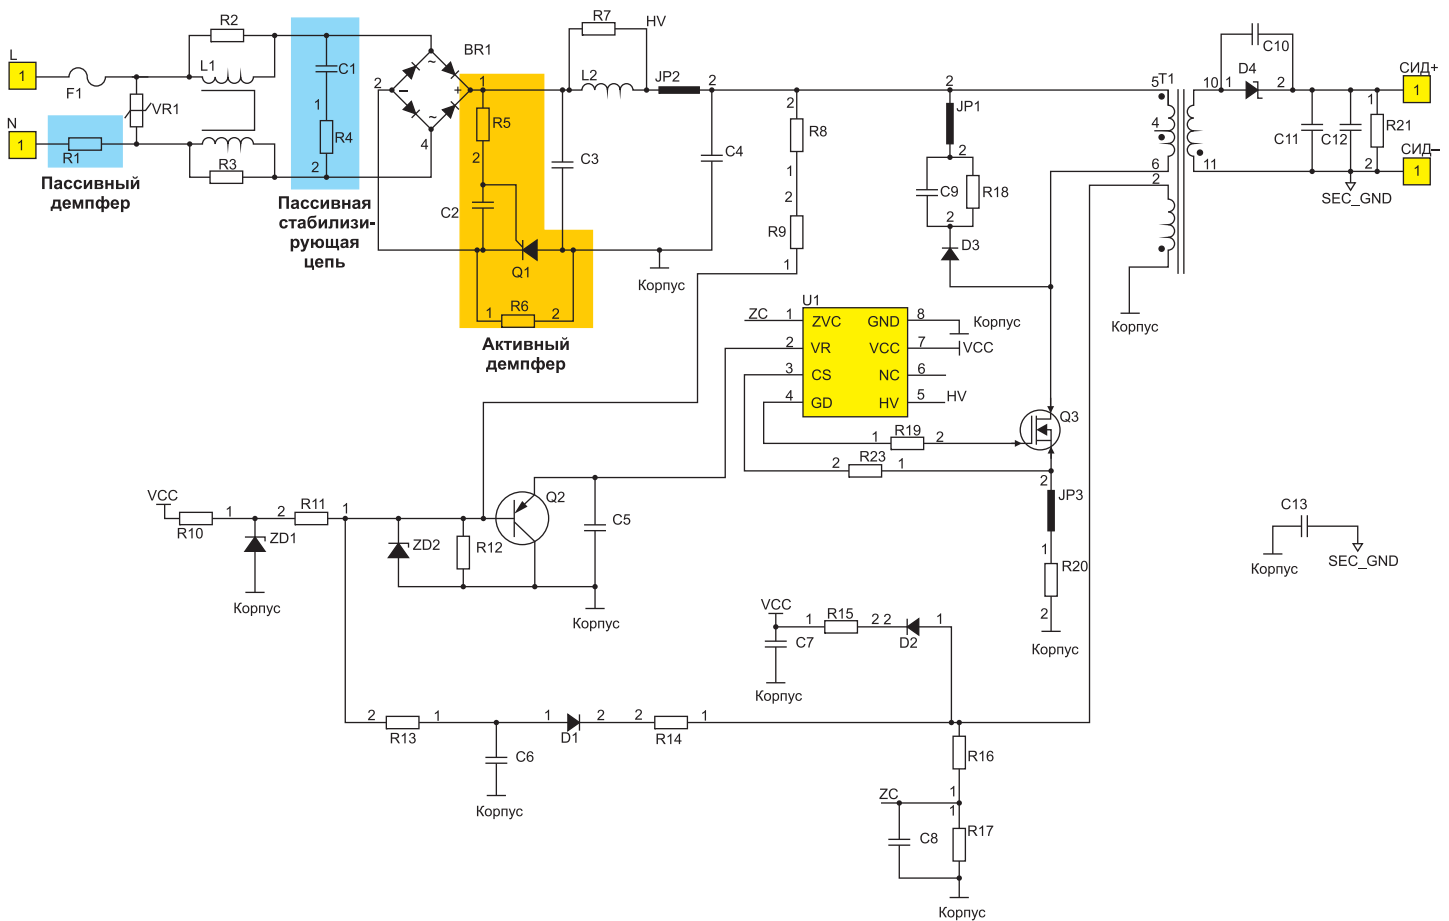 L
1
F1
N
1
R1
Пассивный
демпфер
VR1
R2
L1
R3
C1
1
R4
2
Пассивная
стабилизи-
рующая
цепь
BR1
2
~
−
+
~
4
1
R5
2
C2
Q1
1
R6
2
Активный
демпфер
R7
HV
L2
JP2
2
C3
C4
Корпус
2
R8
1
2
R9
1
2
JP1
2
C9
R18
2
D3
5
T1
4
6
2
Корпус
10
11
C10
1
D4
2
C11
C12
1
R21
2
SEC_GND
СИД+
1
СИД−
1
U1
ZC
1
ZVC
GND
8
Корпус
2
VR
VCC
7
VCC
3
CS
NC
6
4
GD
HV
5
HV
1
R19
2
Q3
2
R23
1
2
JP3
1
R20
2
Корпус
C13
Корпус
SEC_GND
VCC
R10
1
ZD1
Корпус
2
R11
1
ZD2
R12
Q2
C5
Корпус
VCC
C7
Корпус
1
R15
2
2
D2
1
2
R13
1
C6
Корпус
1
D1
2
2
R14
1
R16
1
ZC
1
C8
R17
Корпус